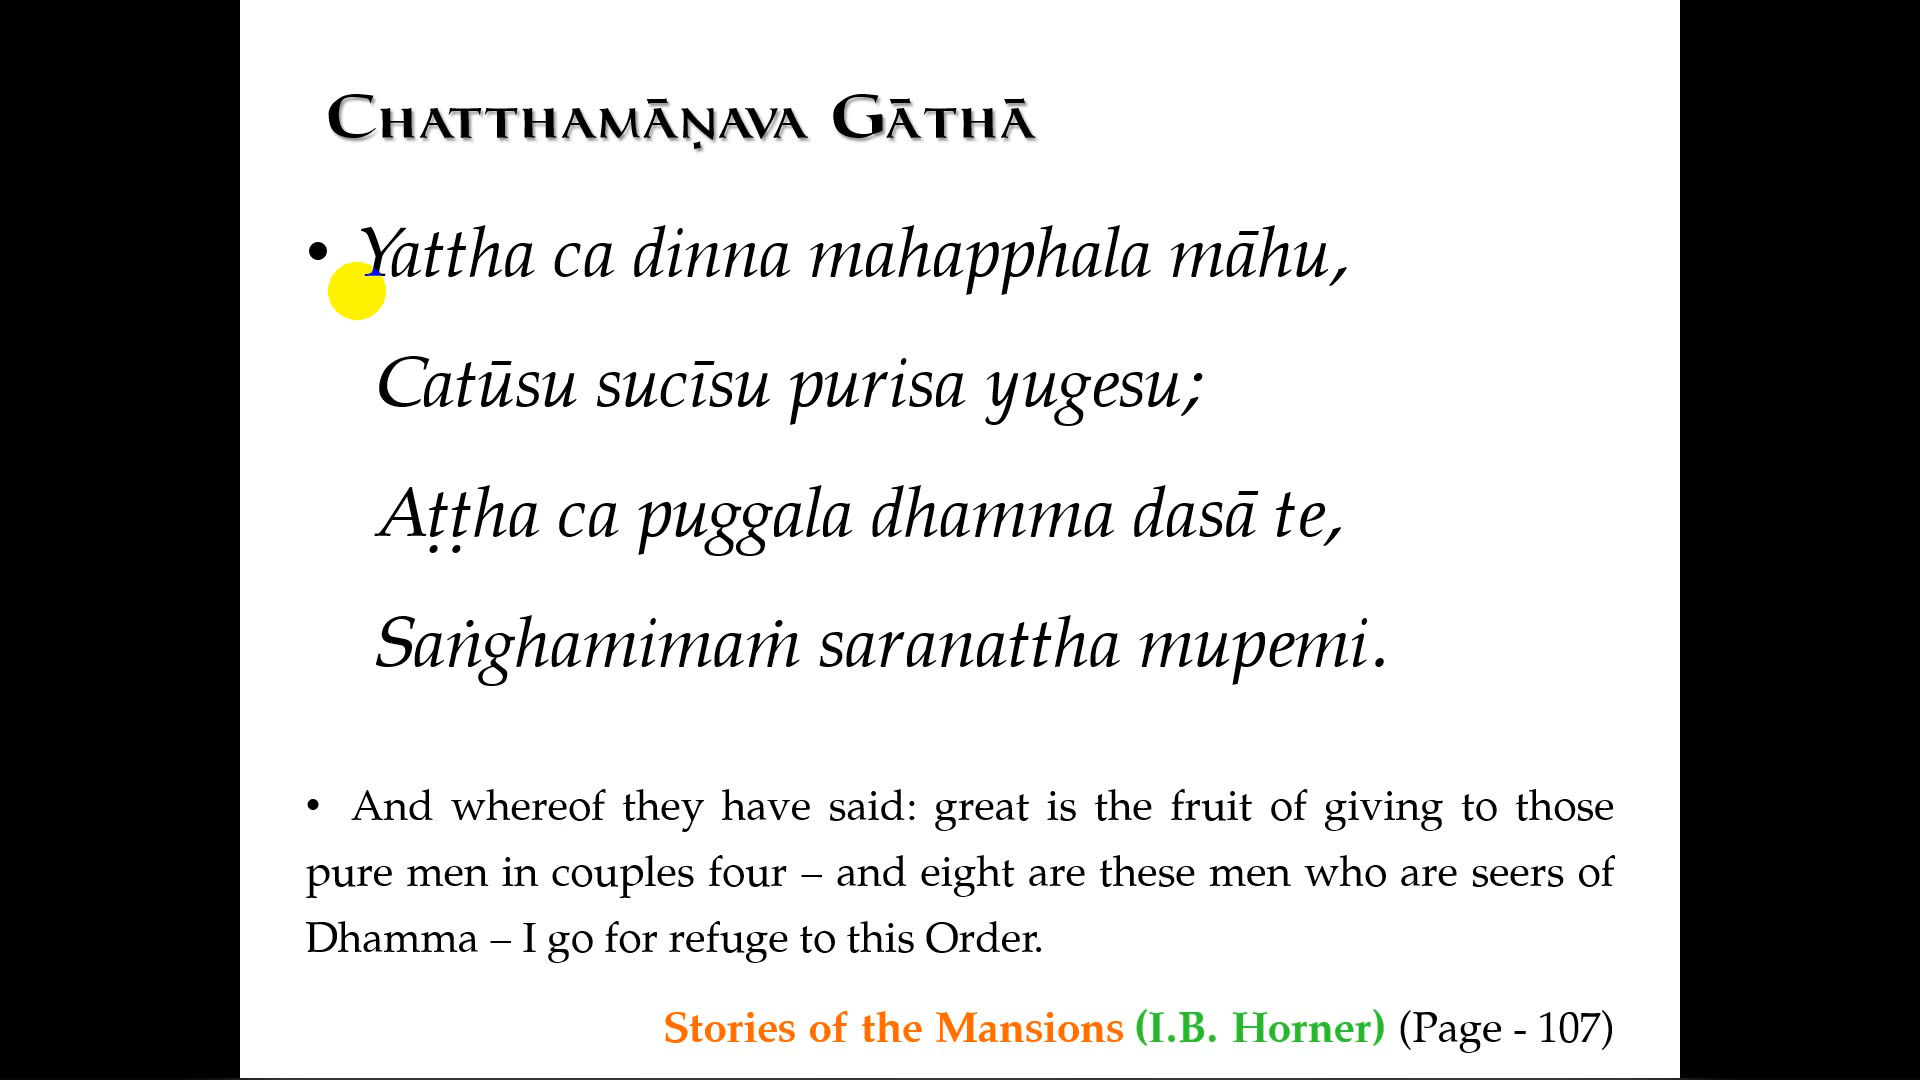 Chatthamāṇava Gāthā
• Yattha ca dinna mahapphala māhu,
Catūsu sucīsu purisa yugesu;
Aṭṭha ca puggala dhamma dasā te,
Saṅghamimaṁ saranattha mupemi.
• And whereof they have said: great is the fruit of giving to those
pure men in couples four – and eight are these men who are seers of
Dhamma – I go for refuge to this Order.
Stories of the Mansions (I.B. Horner) (Page - 107)